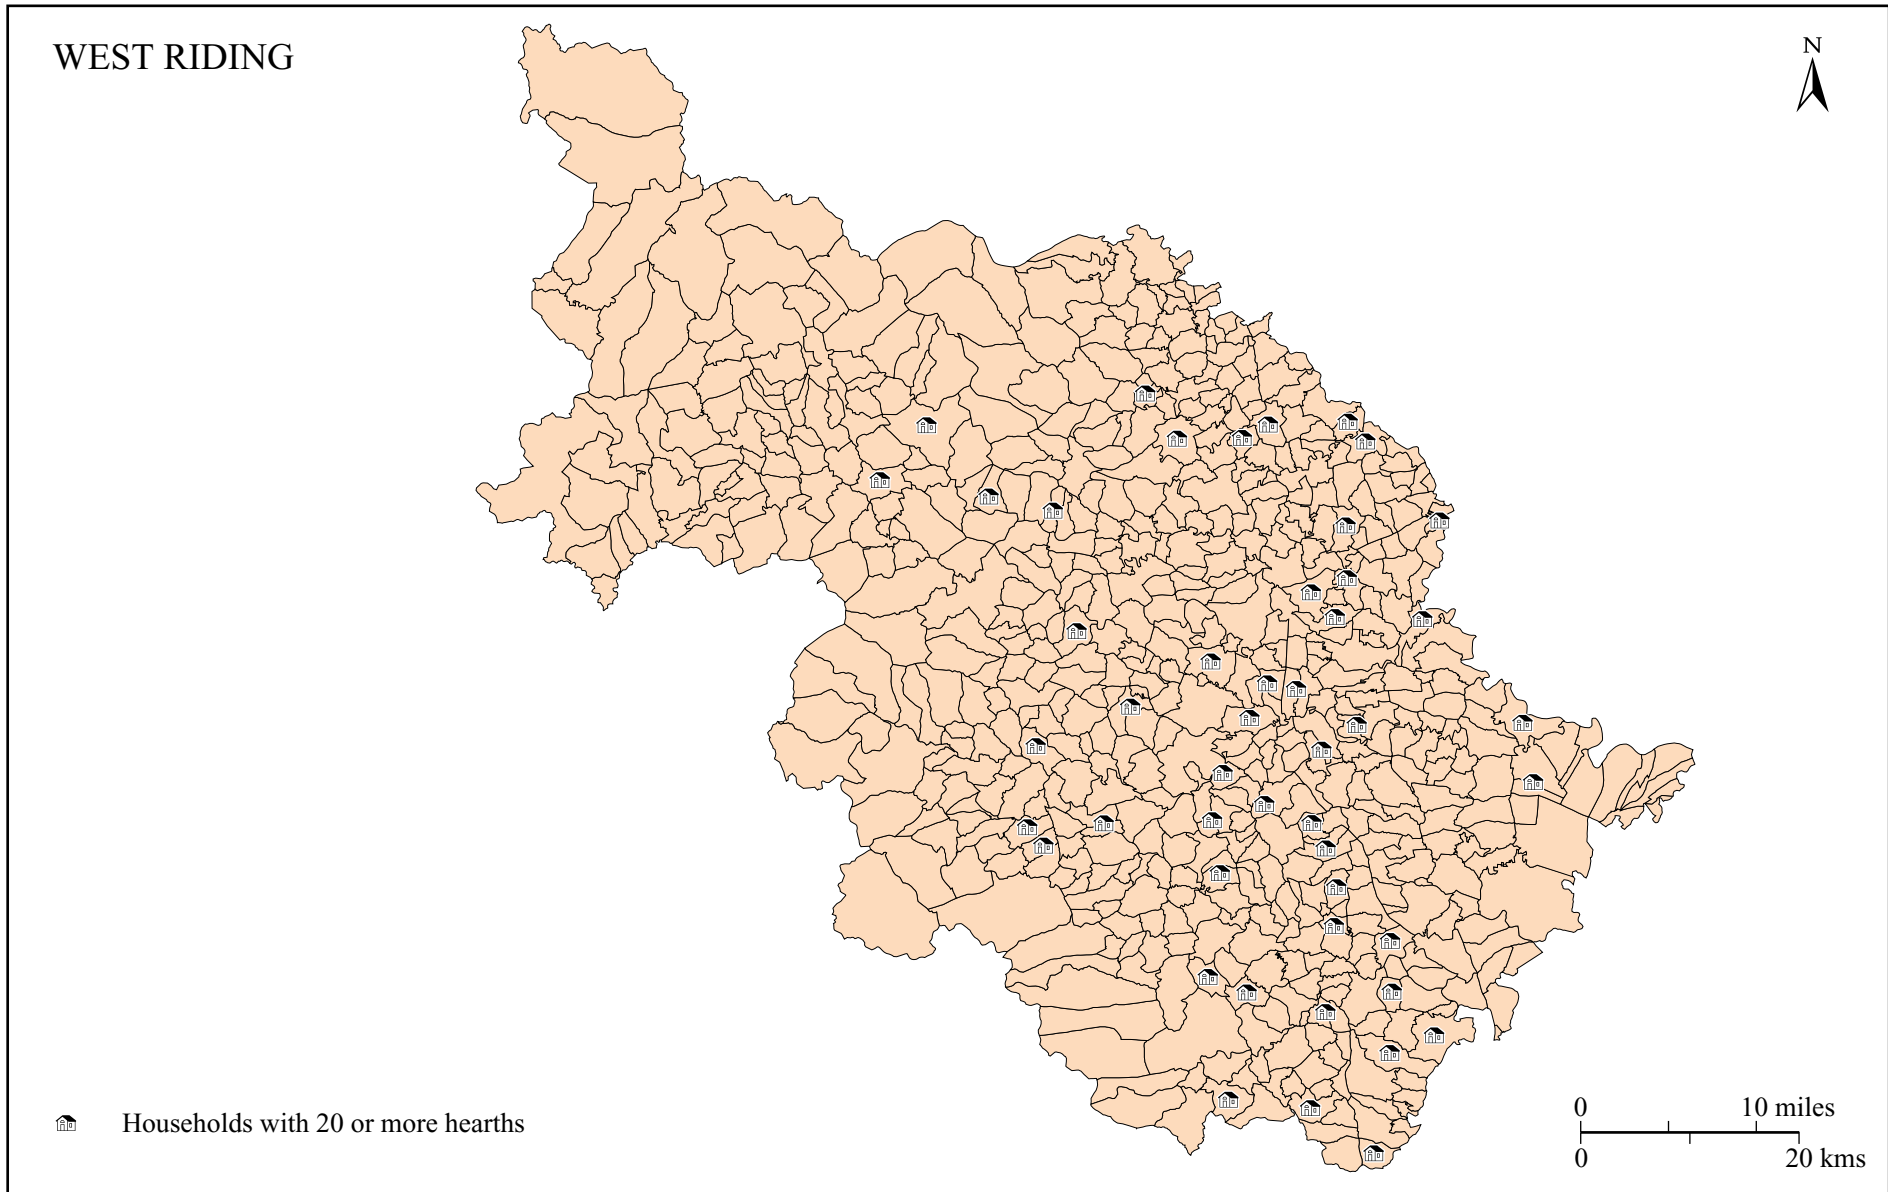 WEST RIDING
N
Households with 20 or more hearths
0 10 miles
0 20 kms